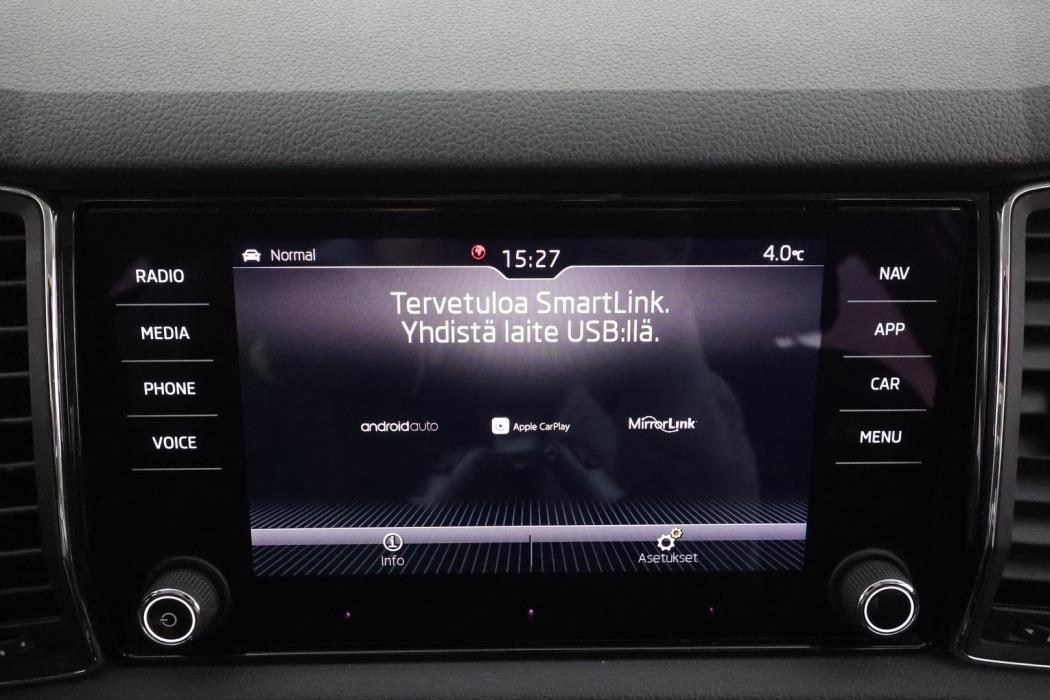 Normal
15:27
4.0°C
RADIO
MEDIA
PHONE
VOICE
Tervetuloa SmartLink.
Yhdistä laite USB:llä.
androidauto
Apple CarPlay
MirrorLink
Info
Asetukset
NAV
APP
CAR
MENU